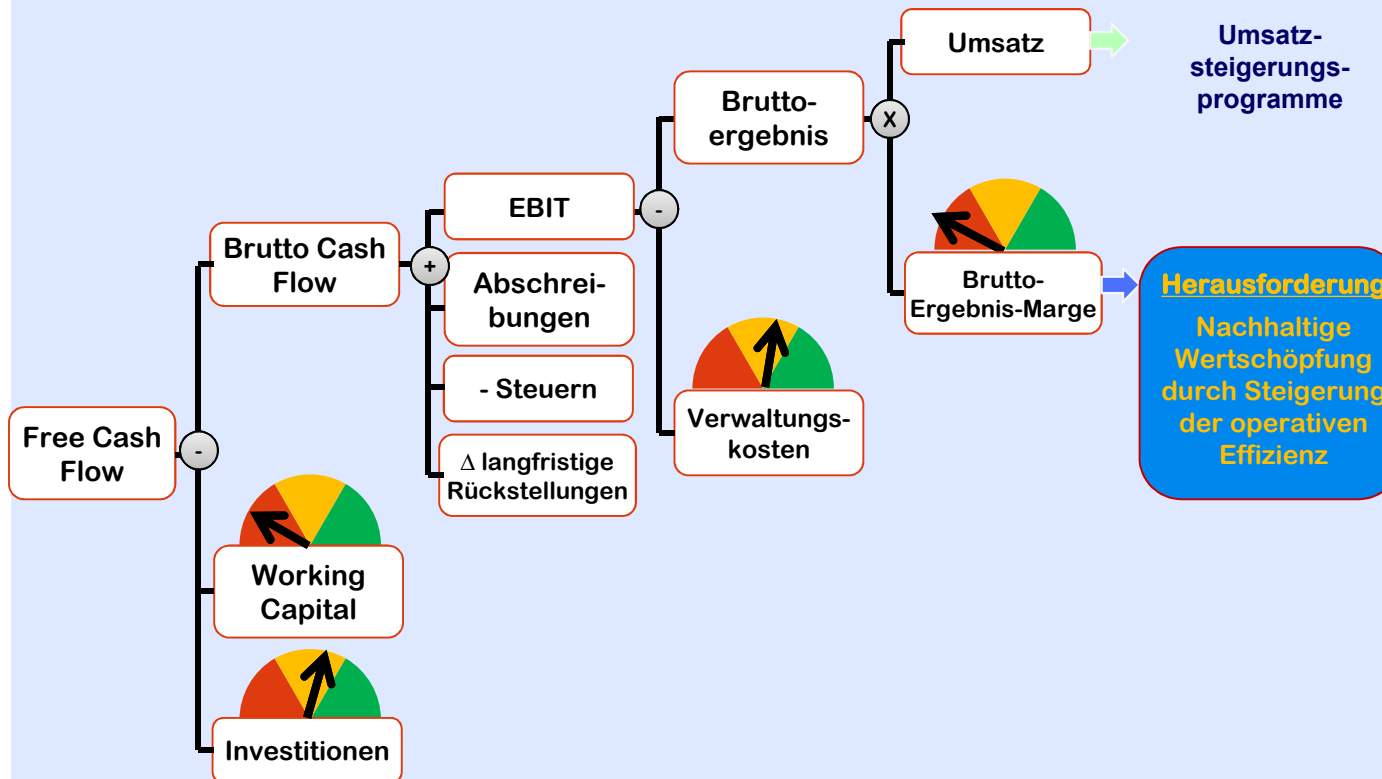 Umsatz
Umsatz-
steigerungs-
programme
Brutto-
ergebnis
X
EBIT
-
Brutto Cash
Flow
+
Abschrei-
bungen
Brutto-
Ergebnis-Marge
Herausforderung
Nachhaltige
Wertschöpfung
durch Steigerung
der operativen
Effizienz
- Steuern
Verwaltungs-
kosten
Free Cash
Flow
-
Δ langfristige
Rückstellungen
Working
Capital
Investitionen